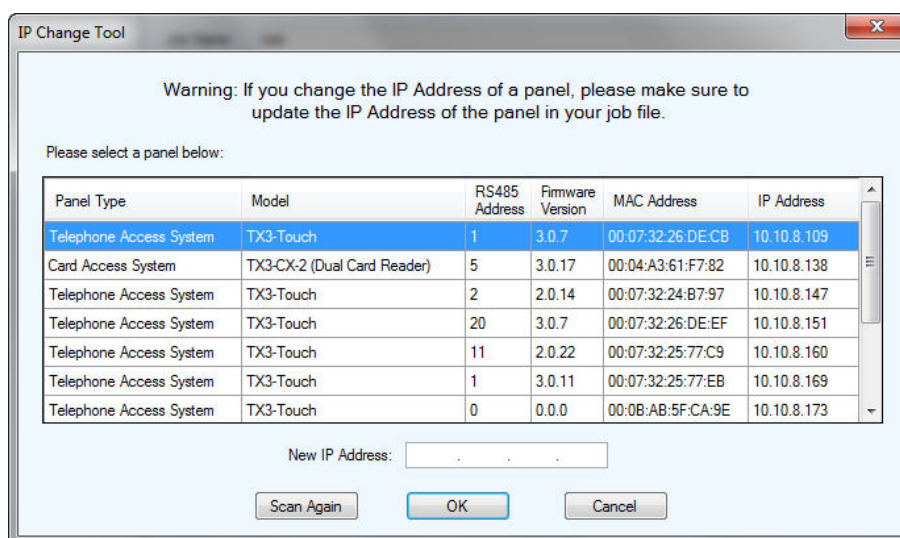 IP Change Tool
Warning: If you change the IP Address of a panel, please make sure to
update the IP Address of the panel in your job file.
Please select a panel below:
Panel Type Model RS485 Address Firmware Version MAC Address IP Address
Telephone Access System TX3-Touch 1 3.0.7 00:07:32:26:DE:CB 10.10.8.109
Card Access System TX3-CX-2 (Dual Card Reader) 5 3.0.17 00:04:A3:61:F7:82 10.10.8.138
Telephone Access System TX3-Touch 2 2.0.14 00:07:32:24:B7:97 10.10.8.147
Telephone Access System TX3-Touch 20 3.0.7 00:07:32:26:DE:EF 10.10.8.151
Telephone Access System TX3-Touch 11 2.0.22 00:07:32:25:77:C9 10.10.8.160
Telephone Access System TX3-Touch 1 3.0.11 00:07:32:25:77:EB 10.10.8.169
Telephone Access System TX3-Touch 0 0.0.0 00:0B:AB:5F:CA:9E 10.10.8.173
New IP Address: . . .
Scan Again OK Cancel